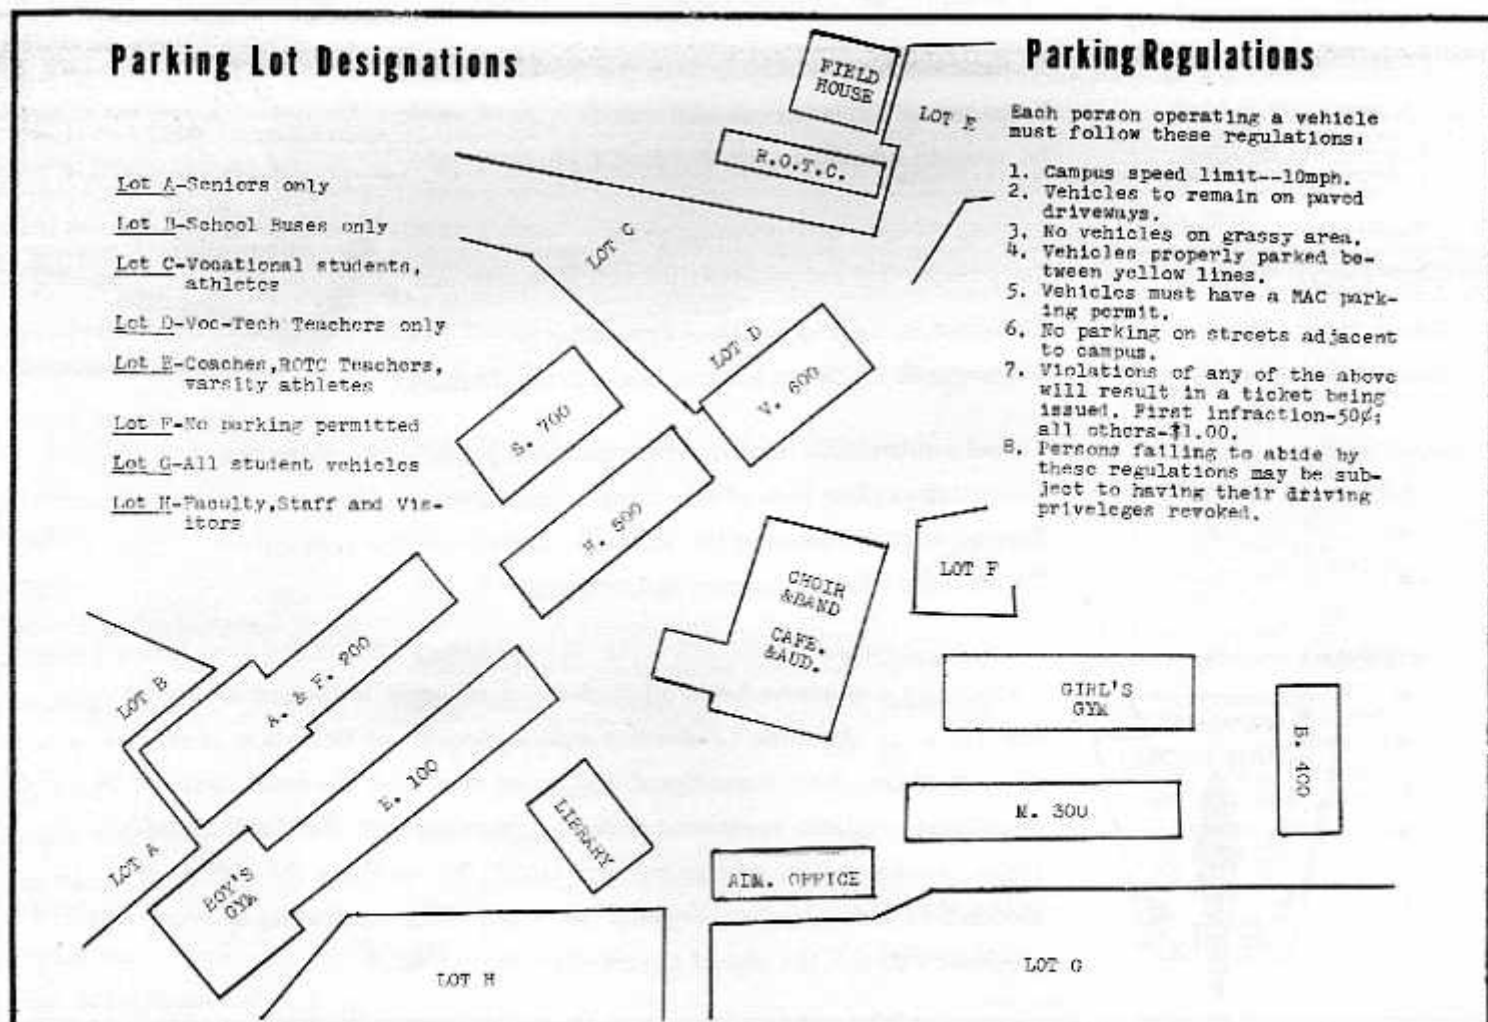 Parking Lot Designations
Lot A-Seniors only
Lot B-School Buses only
Lot C-Vocational students,
athletes
Lot D-Voc-Tech Teachers only
Lot E-Coaches,ROTC Teachers,
varsity athletes
Lot F-No parking permitted
Lot G-All student vehicles
Lot H-Faculty,Staff and Vis-
itors
Parking Regulations
Each person operating a vehicle
must follow these regulations:
1. Campus speed limit--10mph.
2. Vehicles to remain on paved
driveways.
3. No vehicles on grassy area.
4. Vehicles properly parked be-
tween yellow lines.
5. Vehicles must have a MAC park-
ing permit.
6. No parking on streets adjacent
to campus.
7. Violations of any of the above
will result in a ticket being
issued. First infraction-50¢;
all others-$1.00.
8. Persons failing to abide by
these regulations may be sub-
ject to having their driving
priveleges revoked.
FIELD
HOUSE
LOT E
R.O.T.C.
LOT C
LOT D
V. 600
S. 700
H. 500
CHOIR
&BAND
CAFE.
&AUD.
LOT F
A. & F. 200
LOT B
GIRL'S
GYM
B. 400
E. 100
LIBRARY
M. 300
LOT A
BOY'S
GYM
ADM. OFFICE
LOT H
LOT G